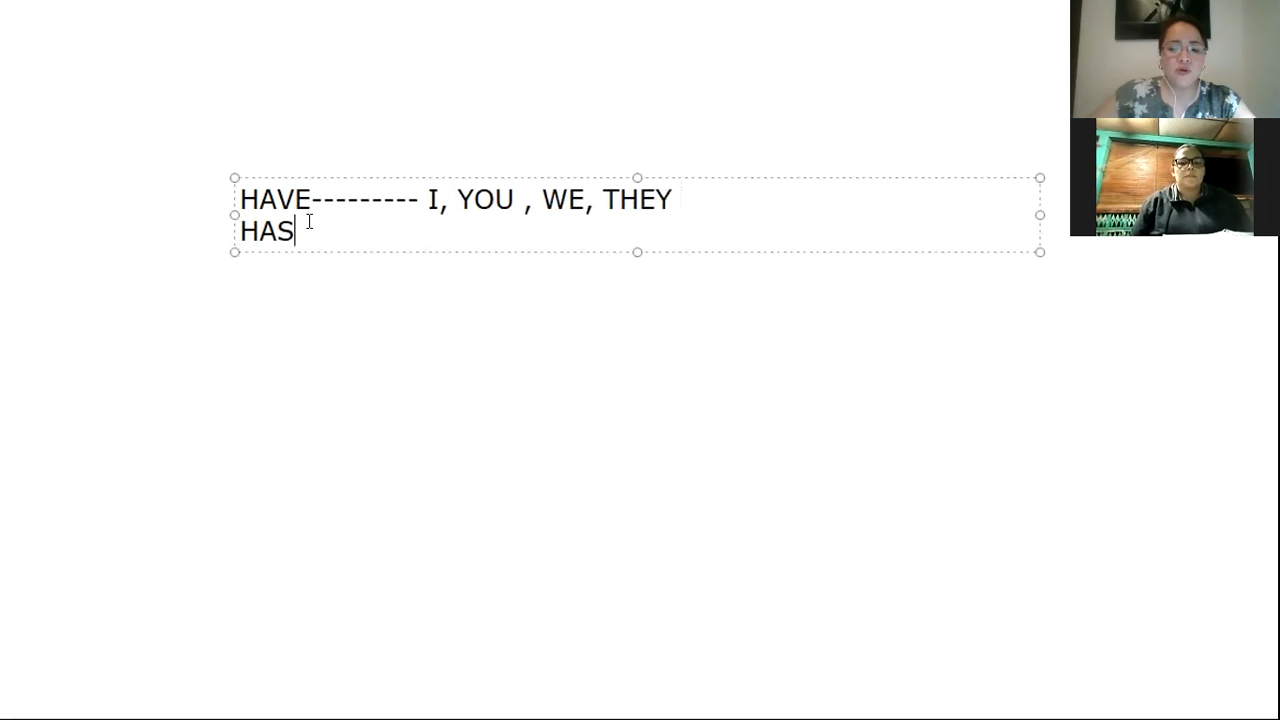 HAVE--------- I, YOU , WE, THEY
HAS